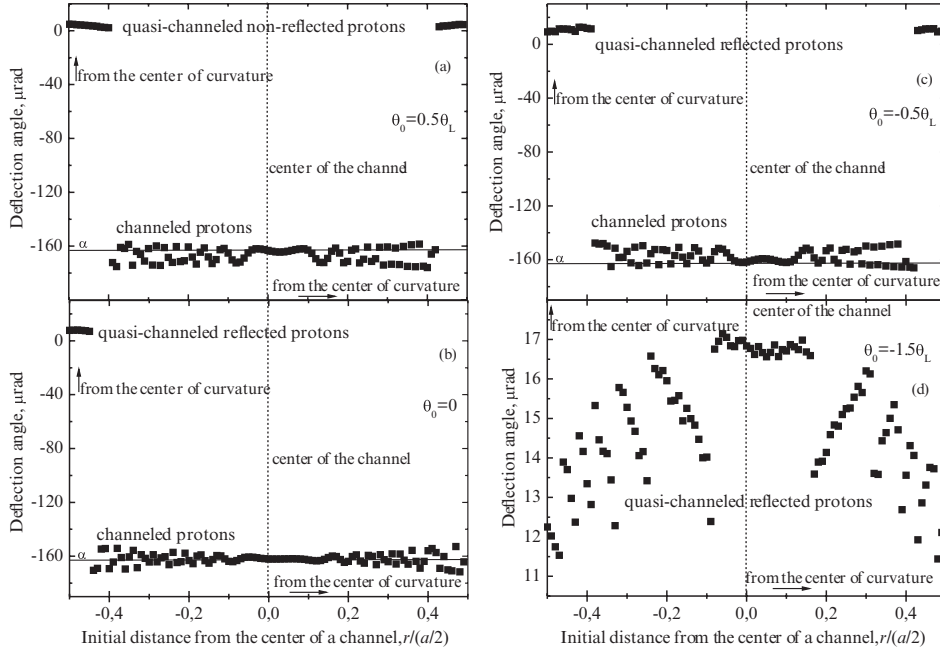 Deflection angle, μrad
0
-40
-80
-120
-160
quasi-channeled non-reflected protons
(a)
from the center of curvature
θ0=0.5θL
center of the channel
channeled protons
α
from the center of curvature
Deflection angle, μrad
0
-40
-80
-120
-160
quasi-channeled reflected protons
(b)
from the center of curvature
θ0=0
center of the channel
channeled protons
α
from the center of curvature
-0,4
-0,2
0,0
0,2
0,4
Initial distance from the center of a channel,r/(a/2)
Deflection angle, μrad
0
-40
-80
-120
-160
quasi-channeled reflected protons
(c)
from the center of curvature
θ0=-0.5θL
center of the channel
channeled protons
α
from the center of curvature
Deflection angle, μrad
17
16
15
14
13
12
11
from the center of curvature
center of the channel
θ0=-1.5θL
(d)
quasi-channeled reflected protons
from the center of curvature
-0,4
-0,2
0,0
0,2
0,4
Initial distance from the center of a channel,r/(a/2)